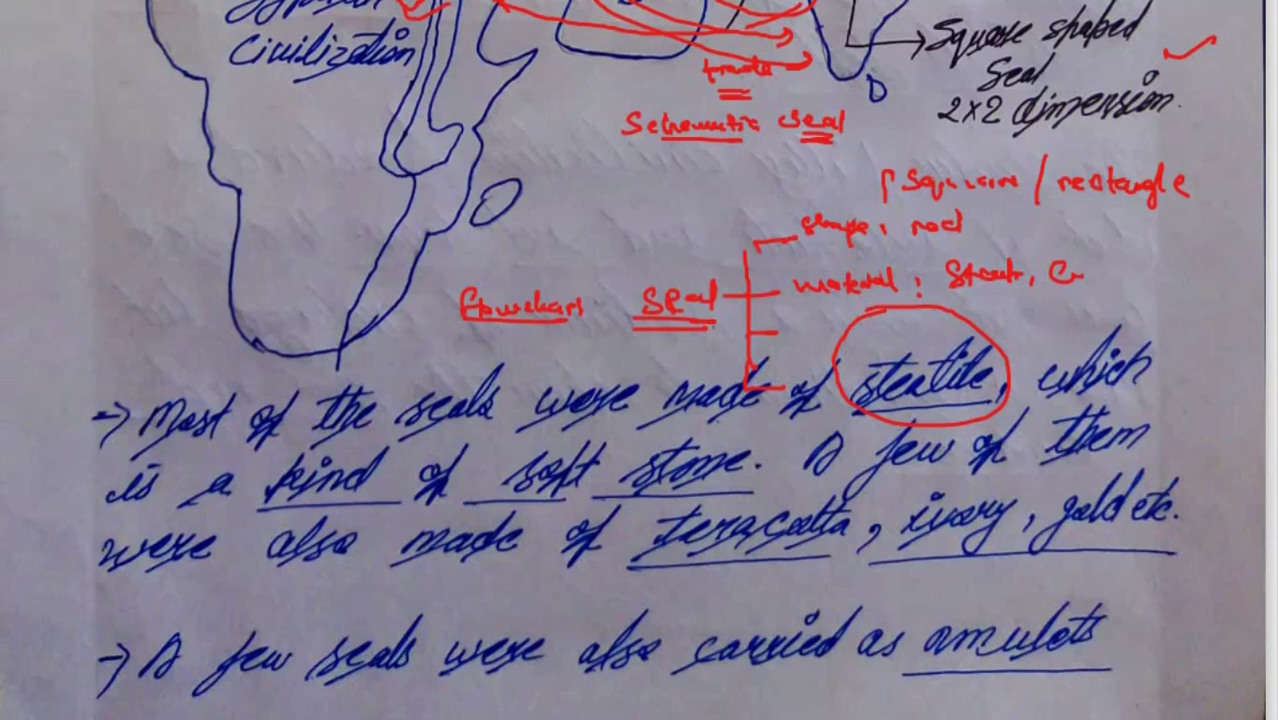 Civilization
Square shaped
Seal
2x2 dimension.
trade
Schematic Seal
Square / rectangle
shape: rod
material:
flowchart Seal
D
→ Most of the seals were made of steatite, which
is a kind of soft stone. A few of them
were also made of teracotta, ivory, gold etc.
→ A few seals were also carried as amulets